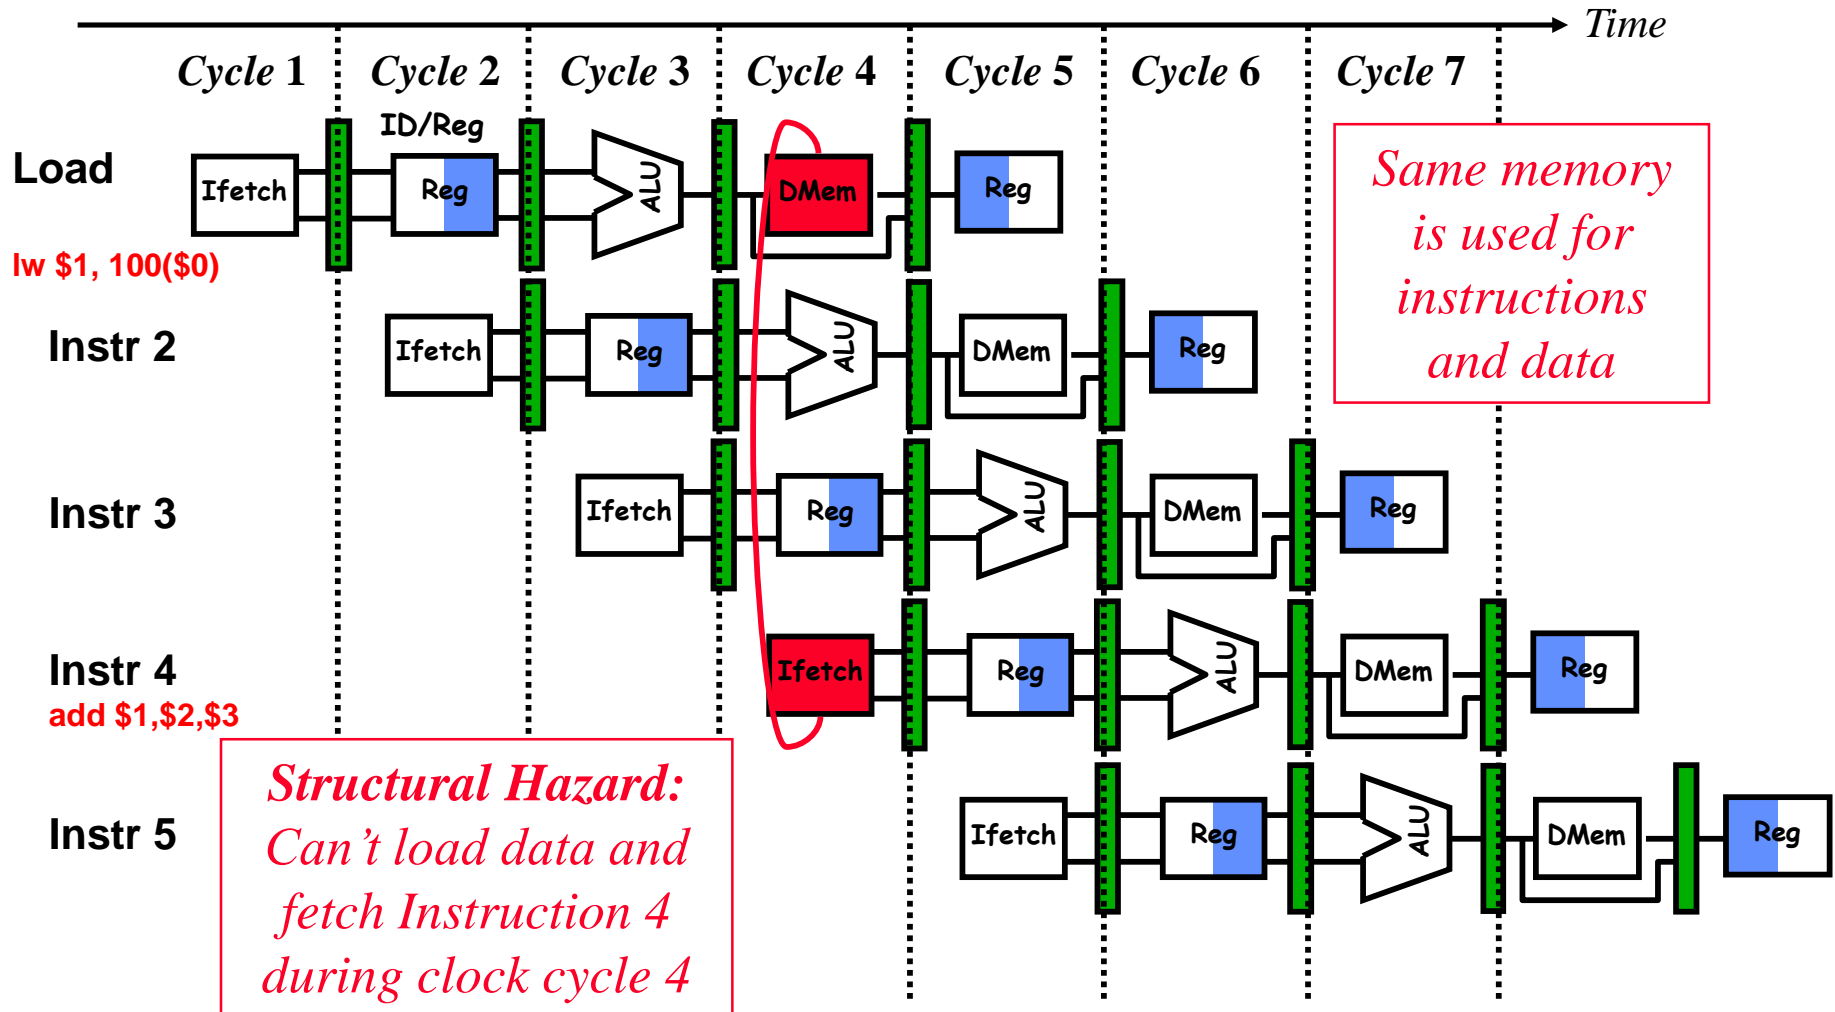 Time
Cycle 1 Cycle 2 Cycle 3 Cycle 4 Cycle 5 Cycle 6 Cycle 7
ID/Reg
Load
Ifetch Reg ALU DMem Reg
lw $1, 100($0)
Same memory
is used for
instructions
and data
Instr 2
Ifetch Reg ALU DMem Reg
Instr 3
Ifetch Reg ALU DMem Reg
Instr 4
Ifetch Reg ALU DMem Reg
add $1,$2,$3
Structural Hazard:
Can’t load data and
fetch Instruction 4
during clock cycle 4
Instr 5
Ifetch Reg ALU DMem Reg